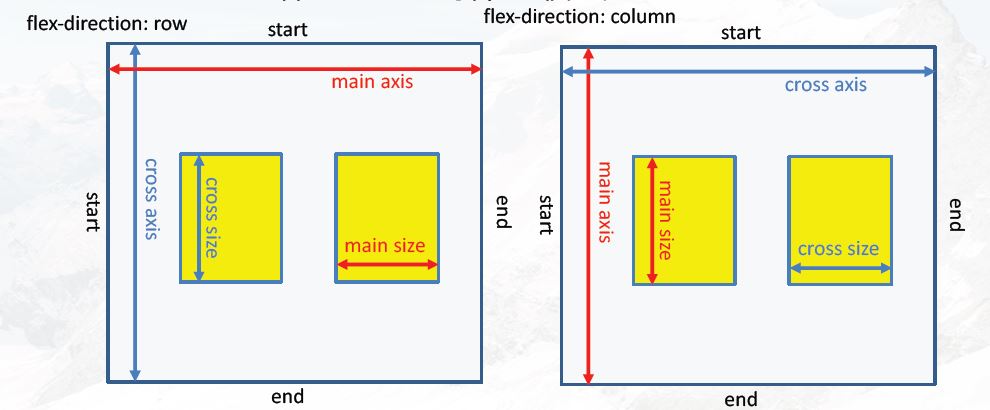 flex-direction: row
start
main axis
cross axis
cross size
main size
start
end
end
flex-direction: column
start
cross axis
main axis
main size
cross size
start
end
end